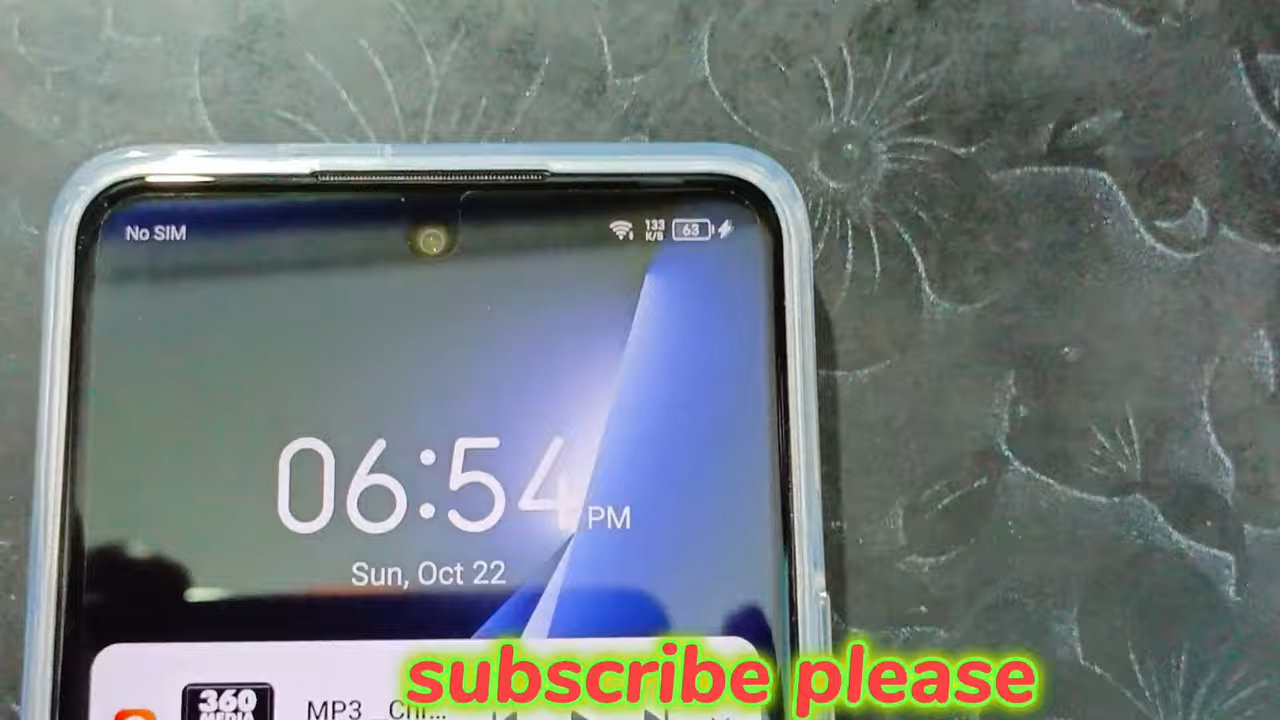 No SIM
133
K/B
63
06:54 PM
Sun, Oct 22
subscribe please
360
MEDIA
MP3